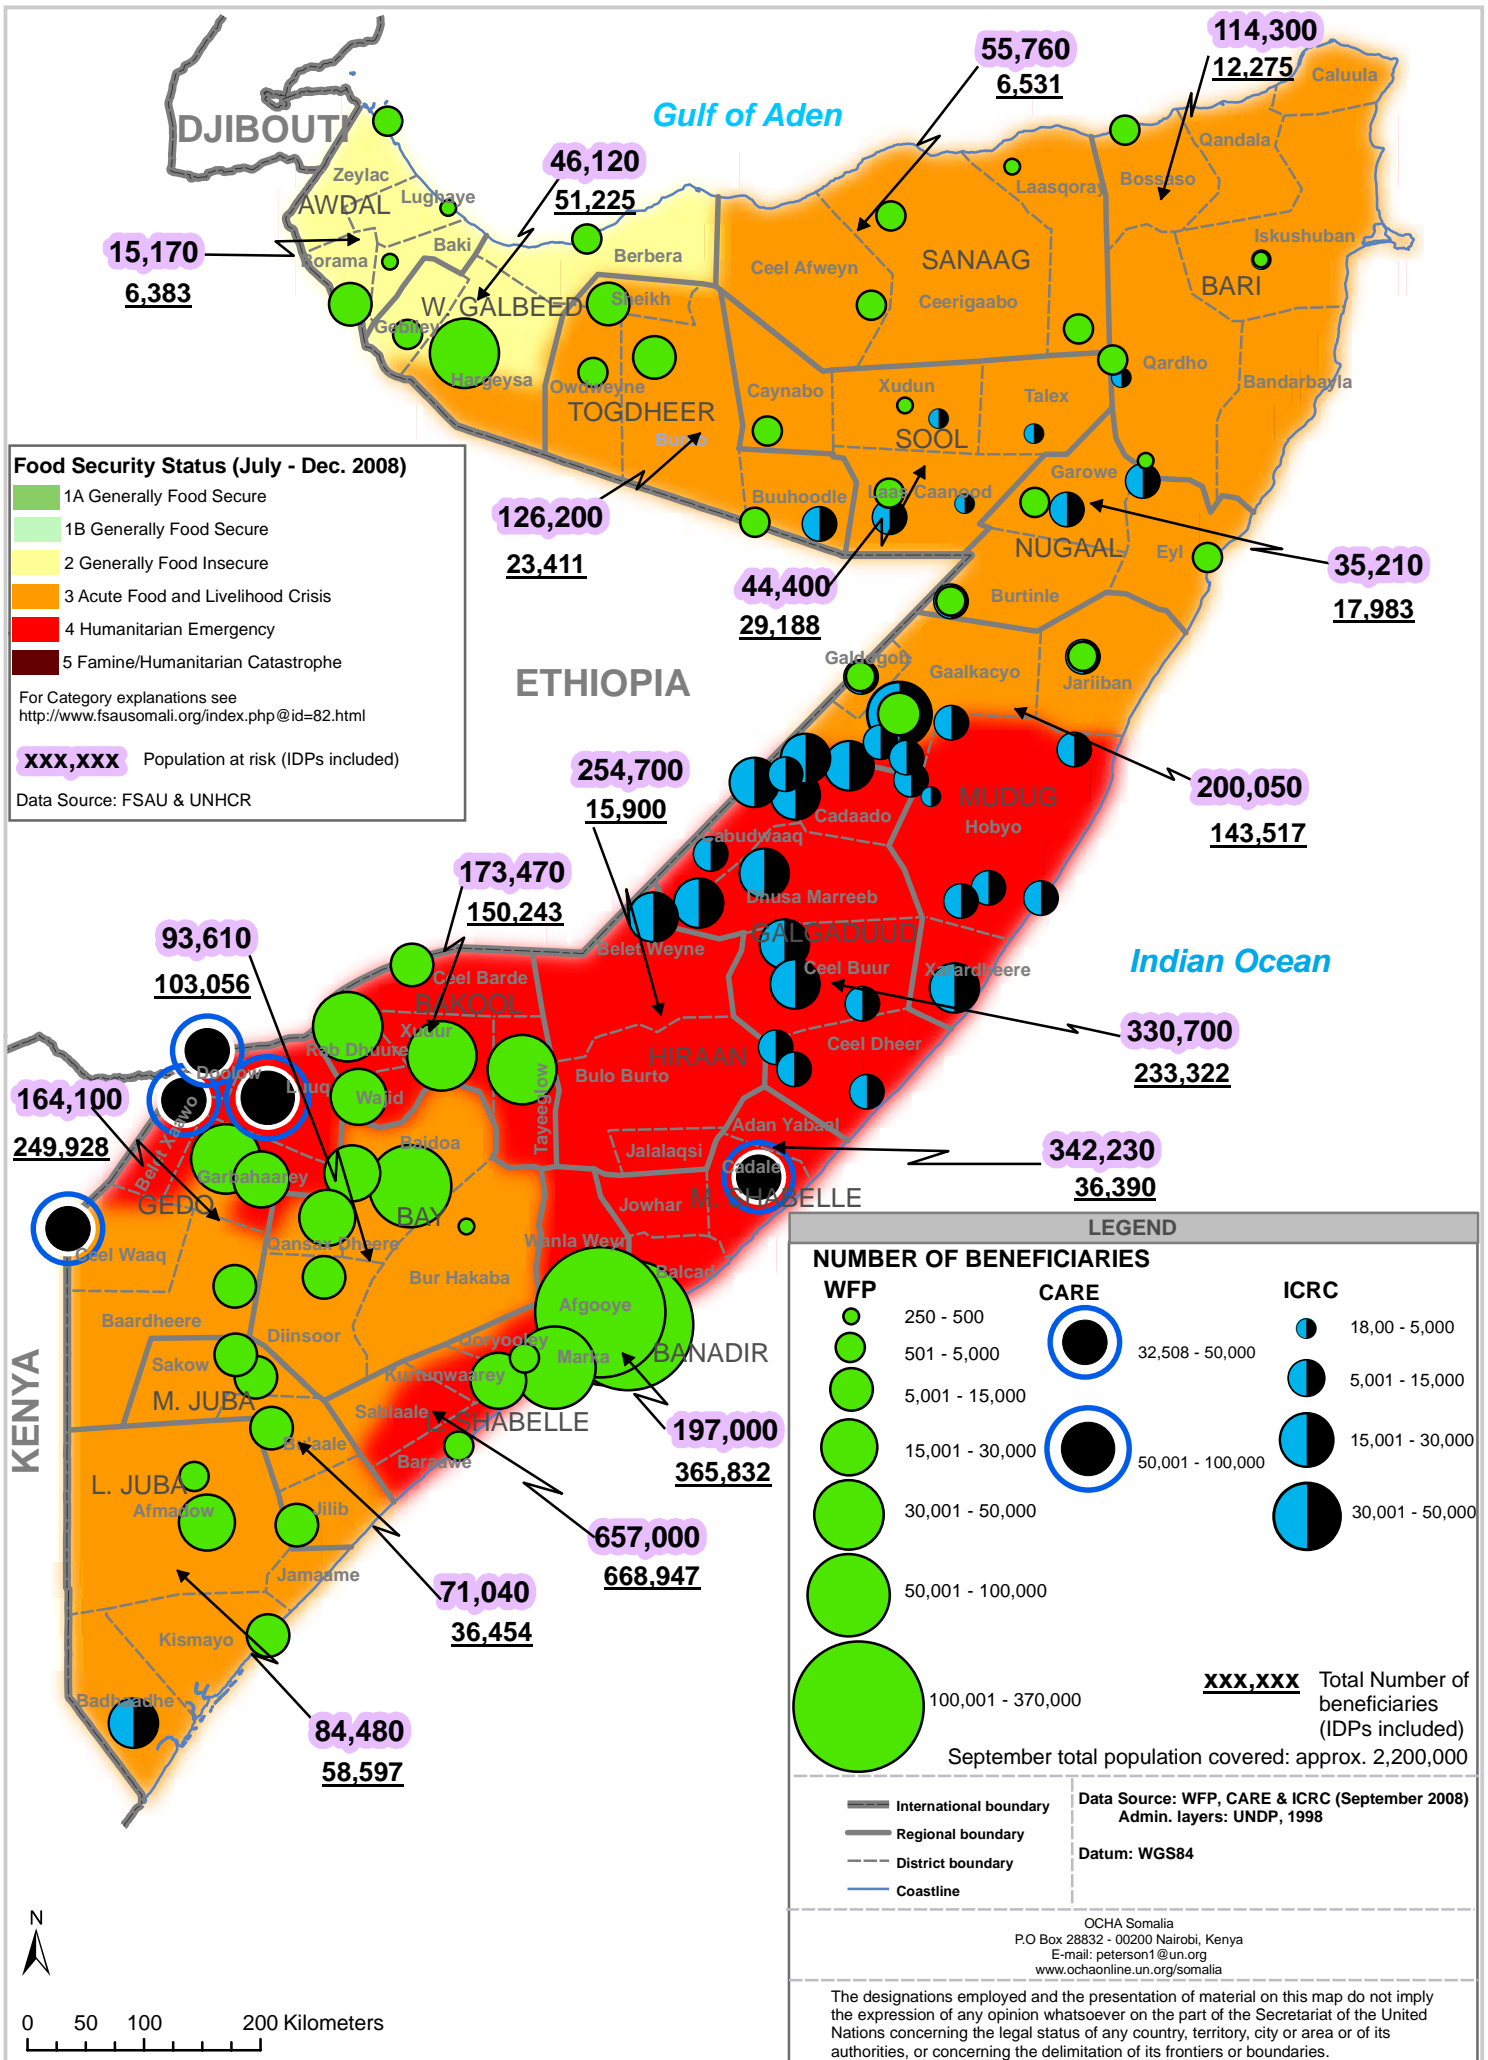 114,300
12,275
55,760
6,531
Caluula
Gulf of Aden
DJIBOUTI
Qandala
46,120
51,225
Zeylac
Laasqoray
Bossaso
AWDAL
Lughaye
15,170
6,383
Baki
Borama
Berbera
Iskushuban
Ceel Afweyn
SANAAG
BARI
Sheikh
W. GALBEED
Ceerigaabo
Gebiley
Qardho
Hargeysa
Owdweyne
Caynabo
Xudun
Talex
Bandarbayla
TOGDHEER
SOOL
Burco
Food Security Status (July - Dec. 2008)
1A Generally Food Secure
1B Generally Food Secure
2 Generally Food Insecure
3 Acute Food and Livelihood Crisis
4 Humanitarian Emergency
5 Famine/Humanitarian Catastrophe
For Category explanations see
http://www.fsausomali.org/index.php@id=82.html
xxx,xxx Population at risk (IDPs included)
Data Source: FSAU & UNHCR
Garowe
Buuhoodle
Laas Caanood
126,200
23,411
NUGAAL
Eyl
35,210
17,983
44,400
29,188
Burtinle
Galdogob
Gaalkacyo
Jariiban
ETHIOPIA
254,700
15,900
200,050
143,517
MUDUG
Cadaado
Hobyo
Cabudwaaq
173,470
150,243
Dhusa Marreeb
GALGADUUD
93,610
103,056
Belet Weyne
Indian Ocean
Ceel Barde
Ceel Buur
Xarardheere
BAKOOL
Xudur
330,700
233,322
Rab Dhuure
HIRAAN
Ceel Dheer
Doolow
Luuq
Bulo Burto
Wajid
Tayeeglow
164,100
249,928
Belet Xaawo
Adan Yabaal
Baidoa
Jalalaqsi
342,230
36,390
Garbahaarey
Cadale
GEDO
Jowhar
M. SHABELLE
BAY
Ceel Waaq
Qansax Dheere
Wanla Weyn
Bur Hakaba
Balcad
Afgooye
Baardheere
Diinsoor
Qoryooley
BANADIR
Sakow
Marka
Kurtunwaarey
KENYA
M. JUBA
Sablaale
L. SHABELLE
197,000
365,832
Bu'aale
Baraawe
L. JUBA
Afmadow
Jilib
657,000
668,947
Jamaame
71,040
36,454
Kismayo
Badhaadhe
84,480
58,597
LEGEND
NUMBER OF BENEFICIARIES
WFP
CARE
ICRC
250 - 500
501 - 5,000
5,001 - 15,000
15,001 - 30,000
30,001 - 50,000
50,001 - 100,000
100,001 - 370,000
32,508 - 50,000
50,001 - 100,000
18,00 - 5,000
5,001 - 15,000
15,001 - 30,000
30,001 - 50,000
xxx,xxx Total Number of
beneficiaries
(IDPs included)
September total population covered: approx. 2,200,000
International boundary
Regional boundary
District boundary
Coastline
Data Source: WFP, CARE & ICRC (September 2008)
Admin. layers: UNDP, 1998
Datum: WGS84
OCHA Somalia
P.O Box 28832 - 00200 Nairobi, Kenya
E-mail: peterson1@un.org
www.ochaonline.un.org/somalia
The designations employed and the presentation of material on this map do not imply
the expression of any opinion whatsoever on the part of the Secretariat of the United
Nations concerning the legal status of any country, territory, city or area or of its
authorities, or concerning the delimitation of its frontiers or boundaries.
N
0 50 100 200 Kilometers